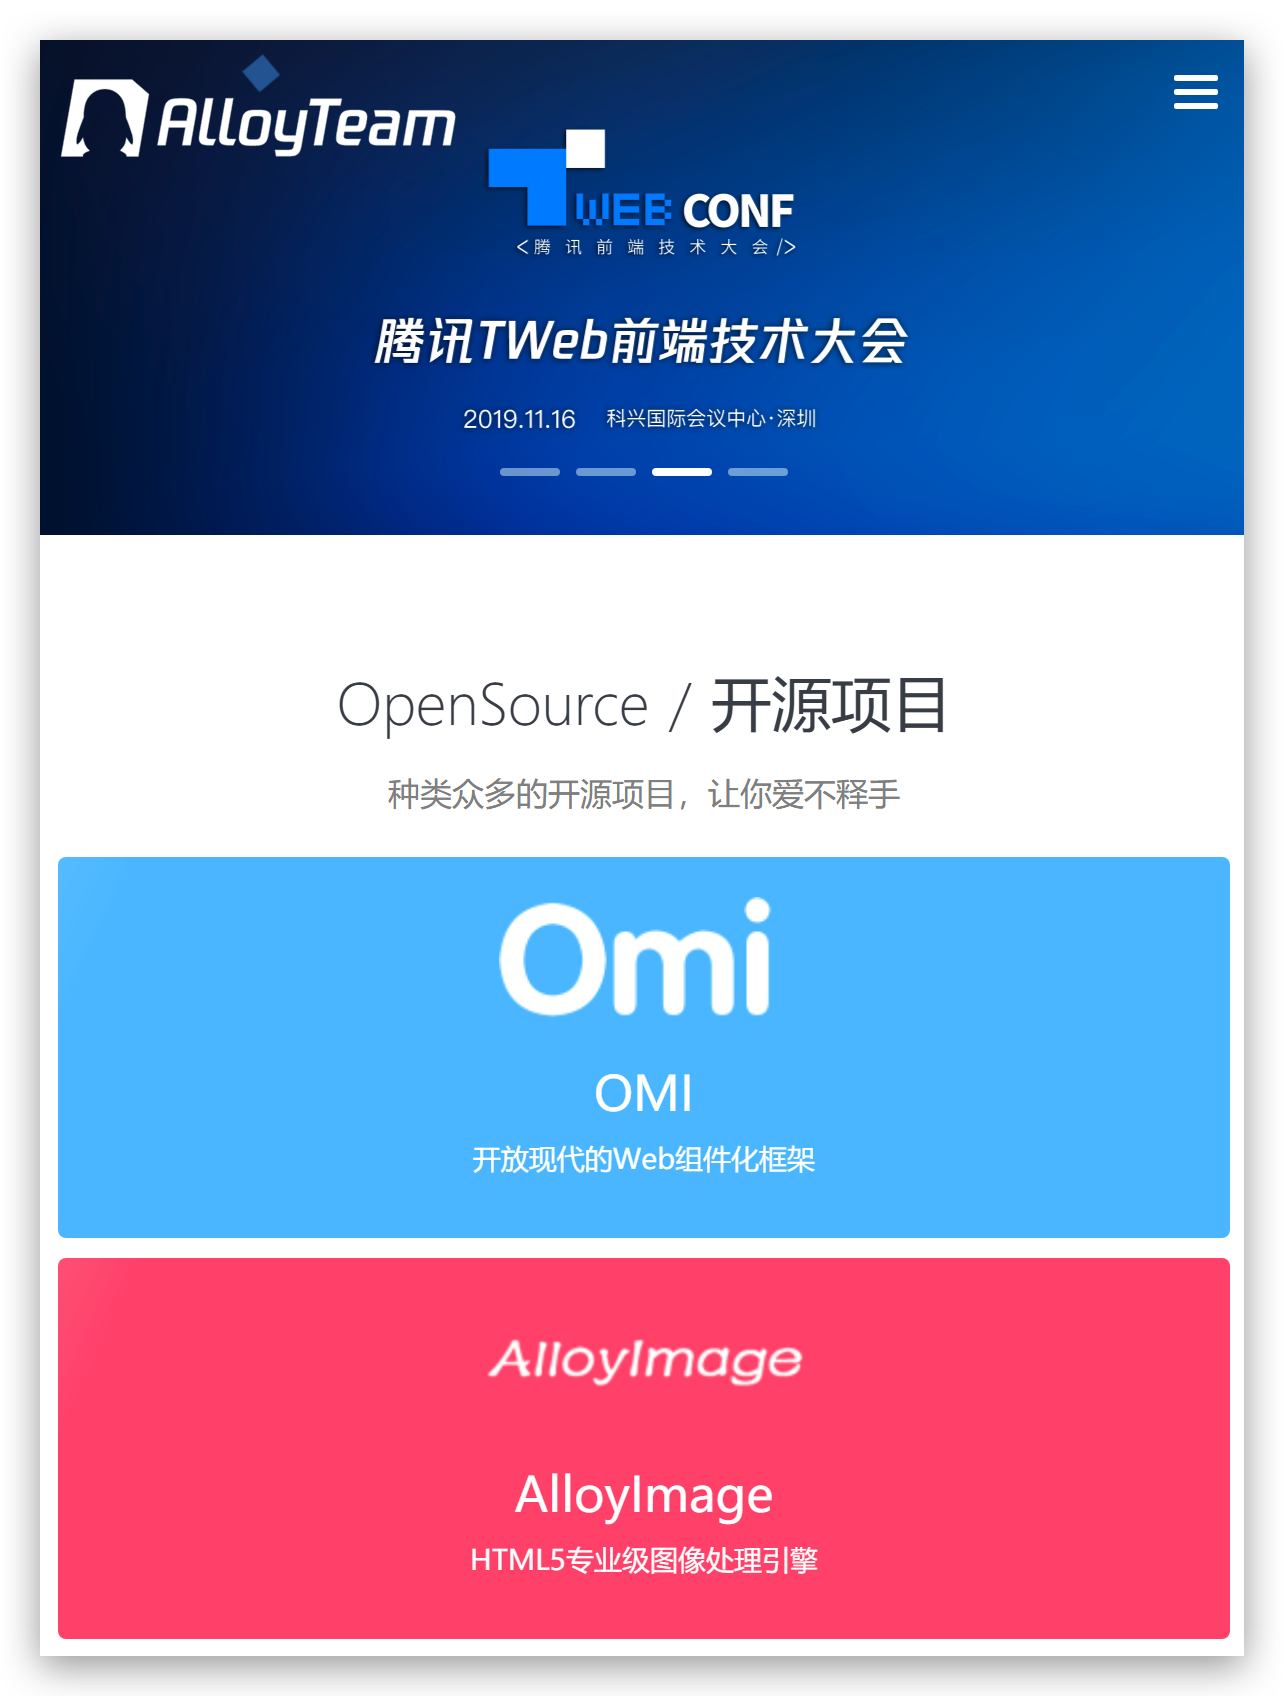 AlloyTeam
WEB CONF
<腾讯前端技术大会/>
腾讯TWeb前端技术大会
2019.11.16 科兴国际会议中心·深圳
OpenSource / 开源项目
种类众多的开源项目，让你爱不释手
Omi
OMI
开放现代的Web组件化框架
AlloyImage
AlloyImage
HTML5专业级图像处理引擎